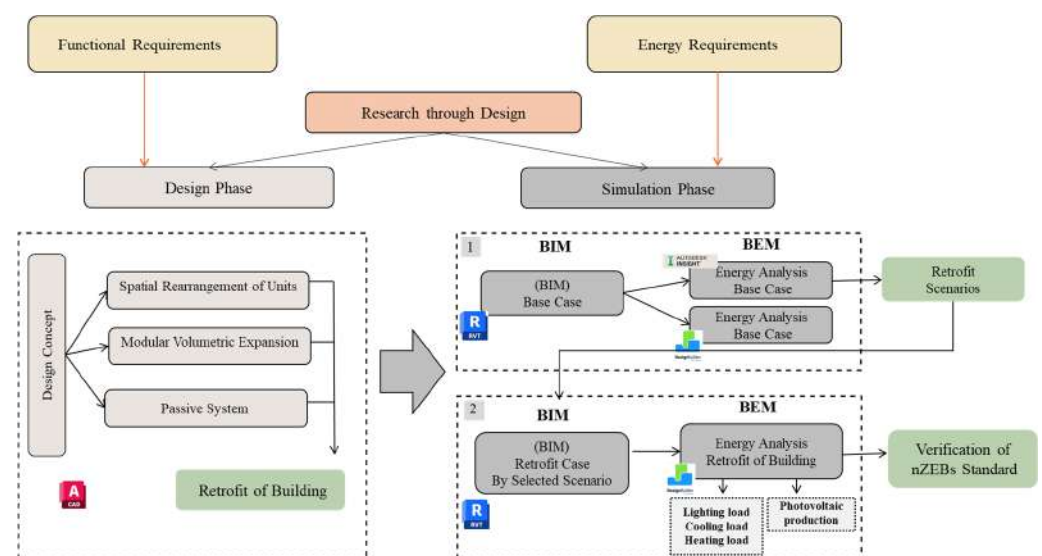 Functional Requirements
Energy Requirements
Research through Design
Design Phase
Simulation Phase
Design Concept
Spatial Rearrangement of Units
Modular Volumetric Expansion
Passive System
A
CAD
Retrofit of Building
1
BIM
BEM
(BIM)
Base Case
R
RVT
AUTODESK
INSIGHT
Energy Analysis
Base Case
Energy Analysis
Base Case
DesignBuilder
Retrofit
Scenarios
2
BIM
BEM
(BIM)
Retrofit Case
By Selected Scenario
R
RVT
Energy Analysis
Retrofit of Building
DesignBuilder
Lighting load
Cooling load
Heating load
Photovoltaic
production
Verification of
nZEBs Standard